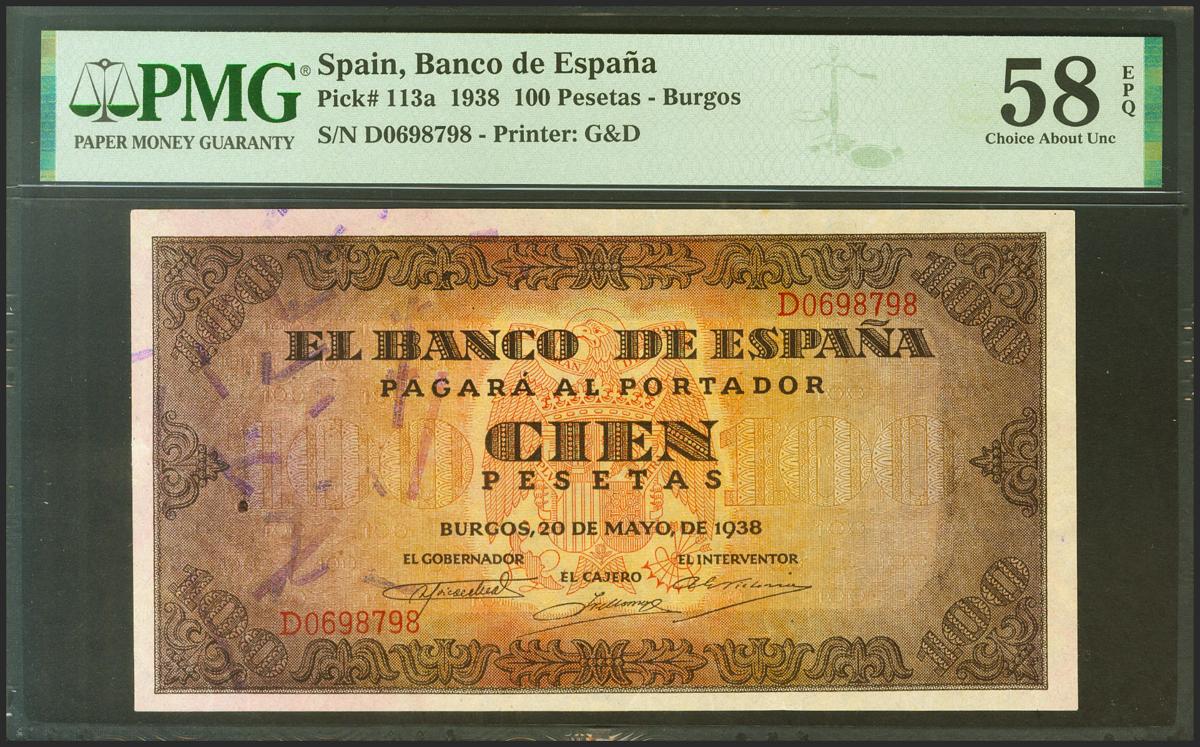 PMG®
PAPER MONEY GUARANTY
Spain, Banco de España
Pick# 113a 1938 100 Pesetas - Burgos
S/N D0698798 - Printer: G&D
58
EPQ
Choice About Unc
D0698798
EL BANCO DE ESPAÑA
PAGARÁ AL PORTADOR
CIEN
PESETAS
100 100
BURGOS, 20 DE MAYO, DE 1938
EL GOBERNADOR
EL INTERVENTOR
EL CAJERO
D0698798